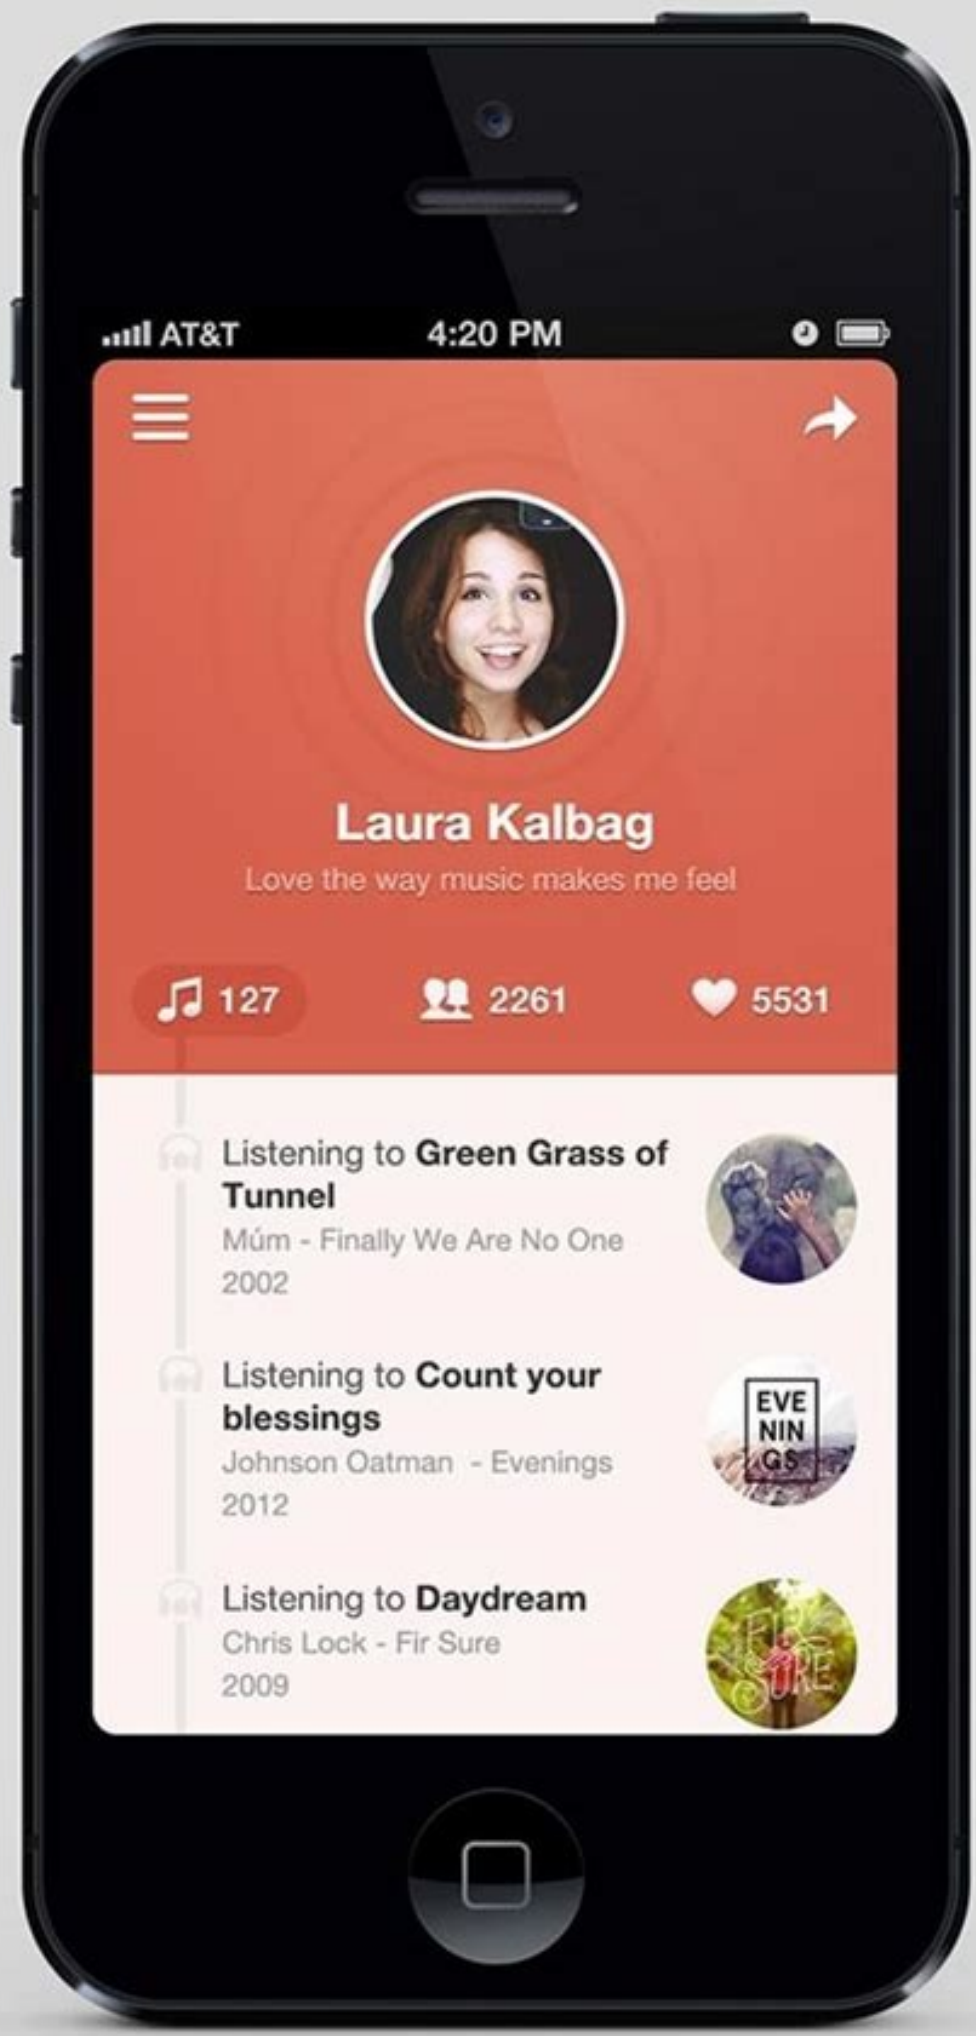 AT&T 4:20 PM
Laura Kalbag
Love the way music makes me feel
127 2261 5531
Listening to Green Grass of
Tunnel
Múm - Finally We Are No One
2002
Listening to Count your
blessings
Johnson Oatman - Evenings
2012
EVE
NIN
GS
Listening to Daydream
Chris Lock - Fir Sure
2009
FIR
SURE